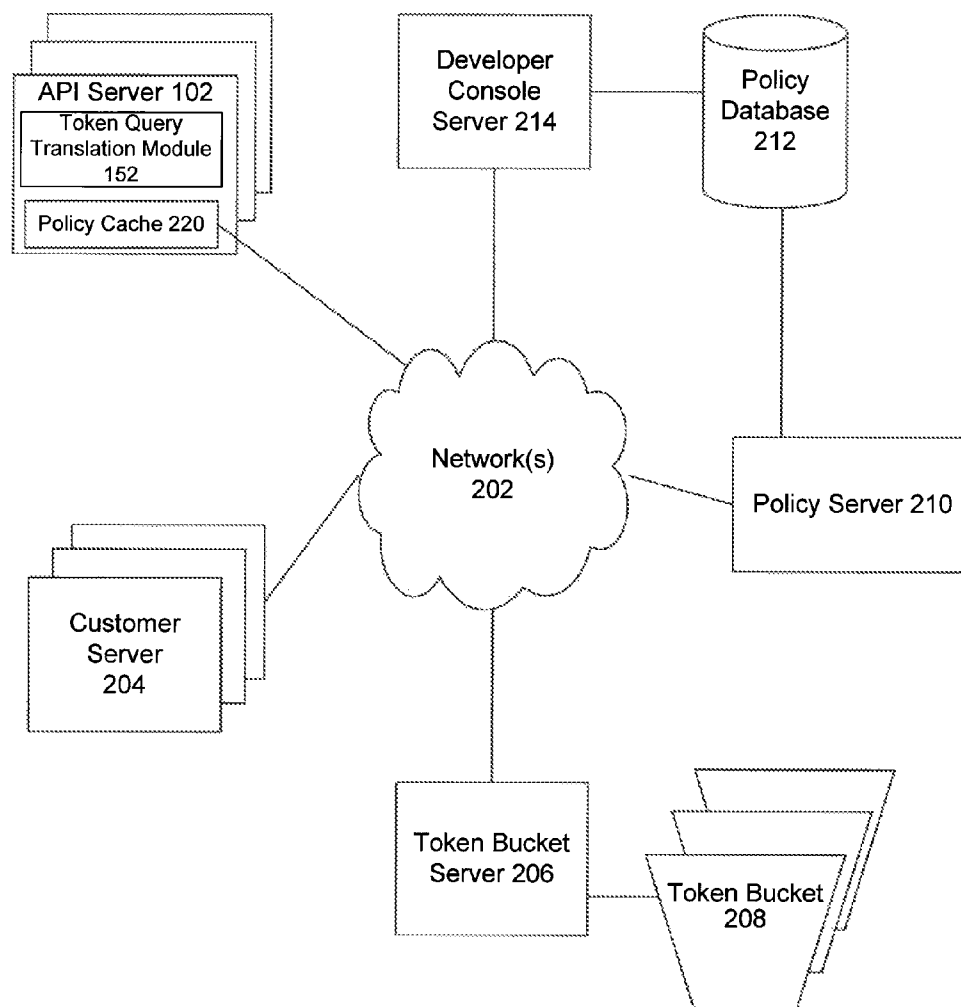 API Server 102
Token Query
Translation Module
152
Policy Cache 220
Developer
Console
Server 214
Policy
Database
212
Network(s)
202
Policy Server 210
Customer
Server
204
Token Bucket
Server 206
Token Bucket
208